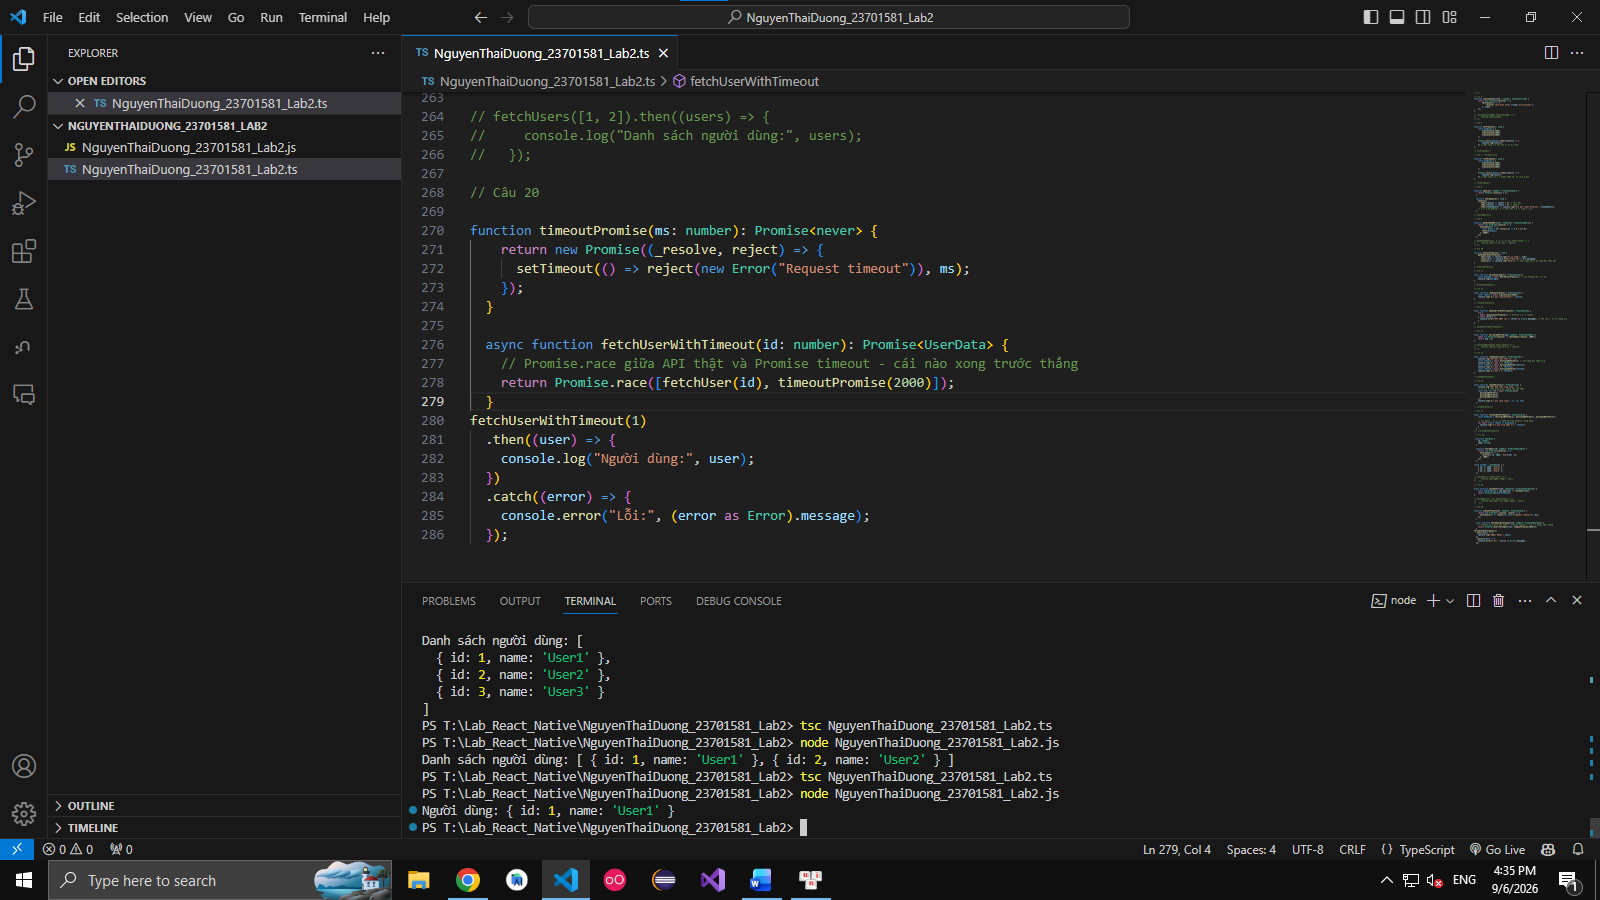 File Edit Selection View Go Run Terminal Help
NguyenThaiDuong_23701581_Lab2
EXPLORER
OPEN EDITORS
TS NguyenThaiDuong_23701581_Lab2.ts
NGUYENTHAIDUONG_23701581_LAB2
JS NguyenThaiDuong_23701581_Lab2.js
TS NguyenThaiDuong_23701581_Lab2.ts
OUTLINE
TIMELINE
TS NguyenThaiDuong_23701581_Lab2.ts
TS NguyenThaiDuong_23701581_Lab2.ts > fetchUserWithTimeout
263
264 // fetchUsers([1, 2]).then((users) => {
265 //     console.log("Danh sách người dùng:", users);
266 //   });
267
268 // Câu 20
269
270 function timeoutPromise(ms: number): Promise<never> {
271     return new Promise((_resolve, reject) => {
272       setTimeout(() => reject(new Error("Request timeout")), ms);
273     });
274   }
275
276   async function fetchUserWithTimeout(id: number): Promise<UserData> {
277     // Promise.race giữa API thật và Promise timeout - cái nào xong trước thắng
278     return Promise.race([fetchUser(id), timeoutPromise(2000)]);
279   }
280 fetchUserWithTimeout(1)
281   .then((user) => {
282     console.log("Người dùng:", user);
283   })
284   .catch((error) => {
285     console.error("Lỗi:", (error as Error).message);
286   });
PROBLEMS OUTPUT TERMINAL PORTS DEBUG CONSOLE
node
Danh sách người dùng: [
  { id: 1, name: 'User1' },
  { id: 2, name: 'User2' },
  { id: 3, name: 'User3' }
]
PS T:\Lab_React_Native\NguyenThaiDuong_23701581_Lab2> tsc NguyenThaiDuong_23701581_Lab2.ts
PS T:\Lab_React_Native\NguyenThaiDuong_23701581_Lab2> node NguyenThaiDuong_23701581_Lab2.js
Danh sách người dùng: [ { id: 1, name: 'User1' }, { id: 2, name: 'User2' } ]
PS T:\Lab_React_Native\NguyenThaiDuong_23701581_Lab2> tsc NguyenThaiDuong_23701581_Lab2.ts
PS T:\Lab_React_Native\NguyenThaiDuong_23701581_Lab2> node NguyenThaiDuong_23701581_Lab2.js
Người dùng: { id: 1, name: 'User1' }
PS T:\Lab_React_Native\NguyenThaiDuong_23701581_Lab2>
0 0 0 Ln 279, Col 4 Spaces: 4 UTF-8 CRLF {} TypeScript Go Live
Type here to search
ENG
4:35 PM
9/6/2026
1